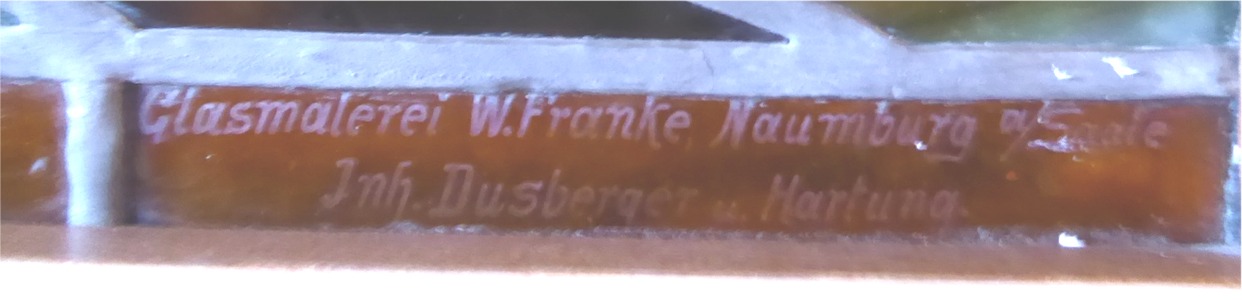 Glasmalerei W. Franke, Naumburg a/Saale
Inh. Dusberger u. Hartung.